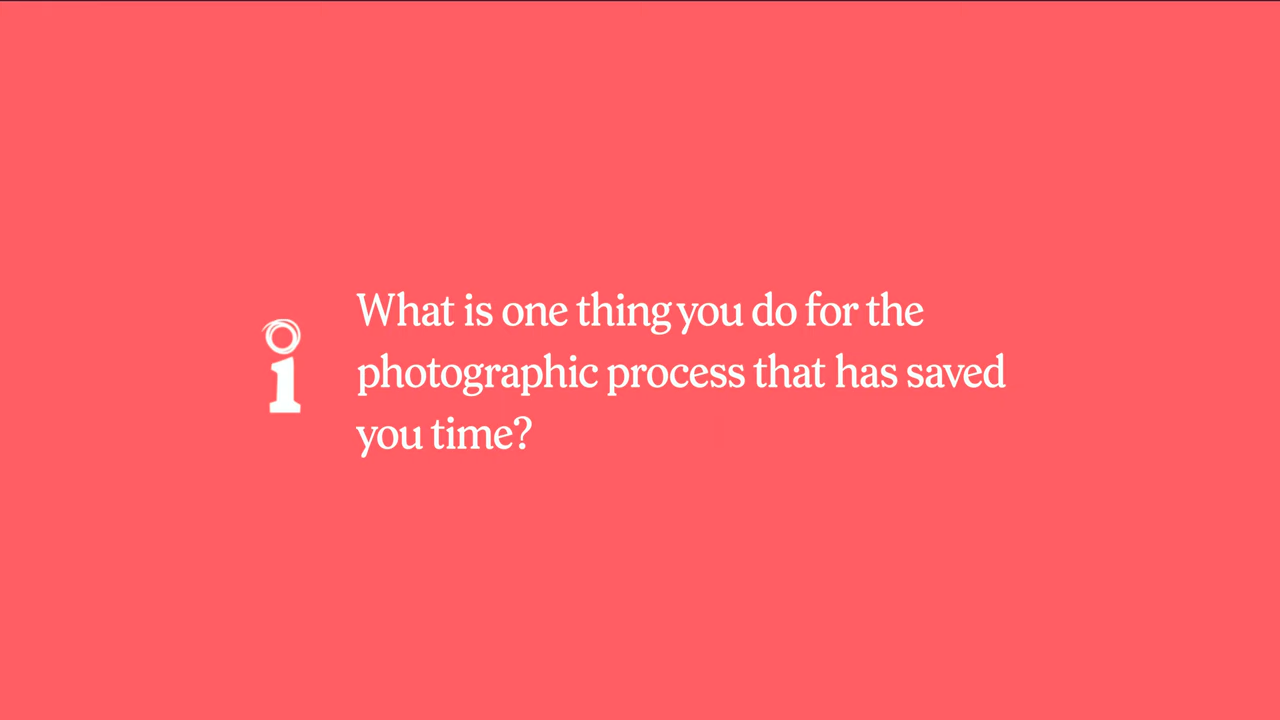 What is one thing you do for the
photographic process that has saved
you time?